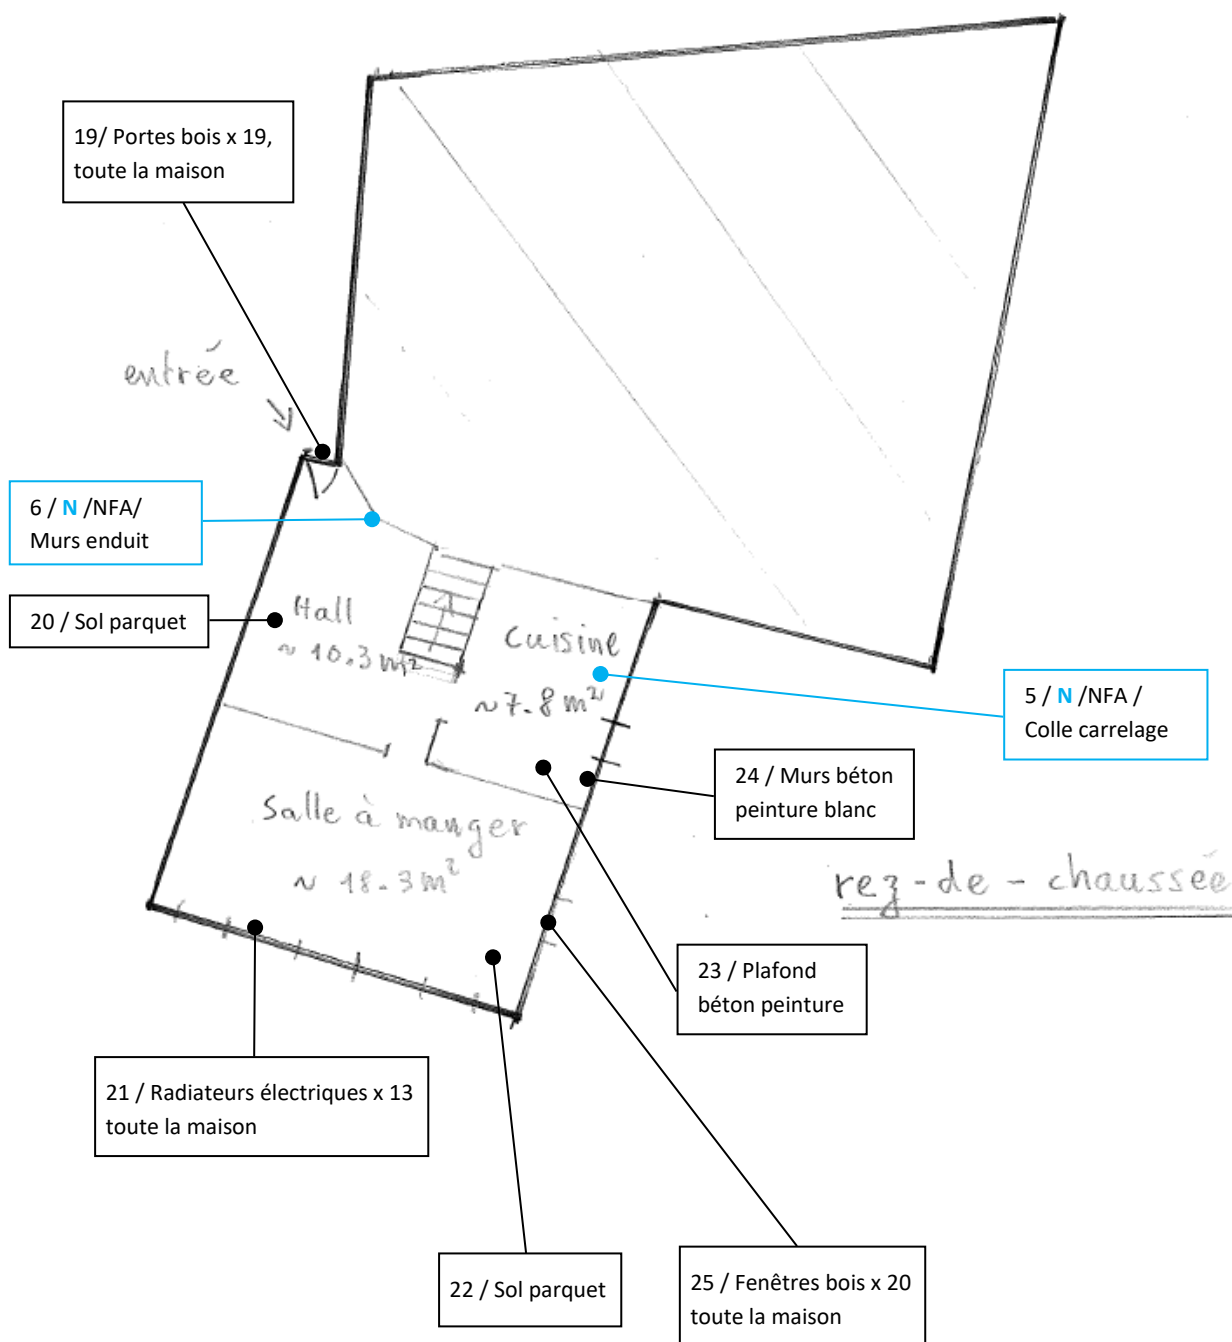 19/ Portes bois x 19,
toute la maison
entrée
6 / N /NFA/
Murs enduit
20 / Sol parquet
Hall
~ 10.3 m²
Cuisine
~7.8 m²
5 / N /NFA /
Colle carrelage
24 / Murs béton
peinture blanc
Salle à manger
~ 18.3 m²
rez-de-chaussée
23 / Plafond
béton peinture
21 / Radiateurs électriques x 13
toute la maison
22 / Sol parquet
25 / Fenêtres bois x 20
toute la maison